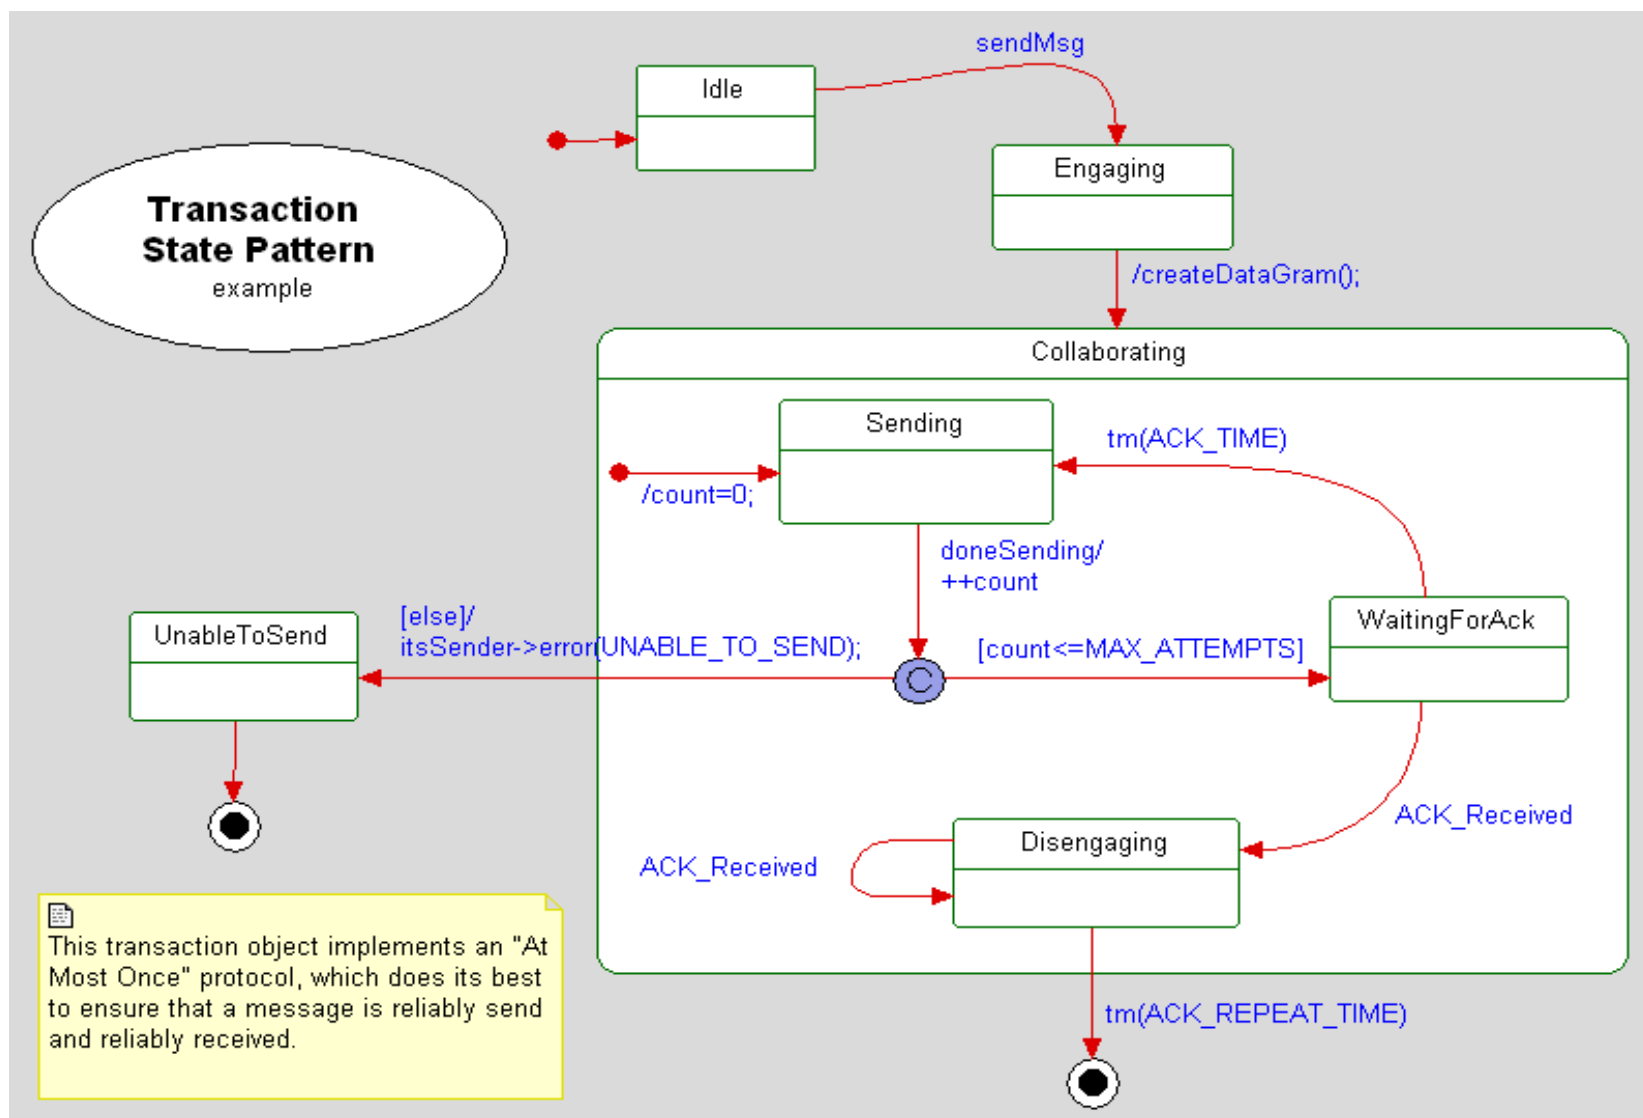 sendMsg
Idle
Engaging
Transaction
State Pattern
example
/createDataGram();
Collaborating
Sending
tm(ACK_TIME)
/count=0;
doneSending/
++count
[else]/
itsSender->error(UNABLE_TO_SEND);
UnableToSend
C
[count<=MAX_ATTEMPTS]
WaitingForAck
ACK_Received
Disengaging
ACK_Received
tm(ACK_REPEAT_TIME)
This transaction object implements an "At
Most Once" protocol, which does its best
to ensure that a message is reliably send
and reliably received.